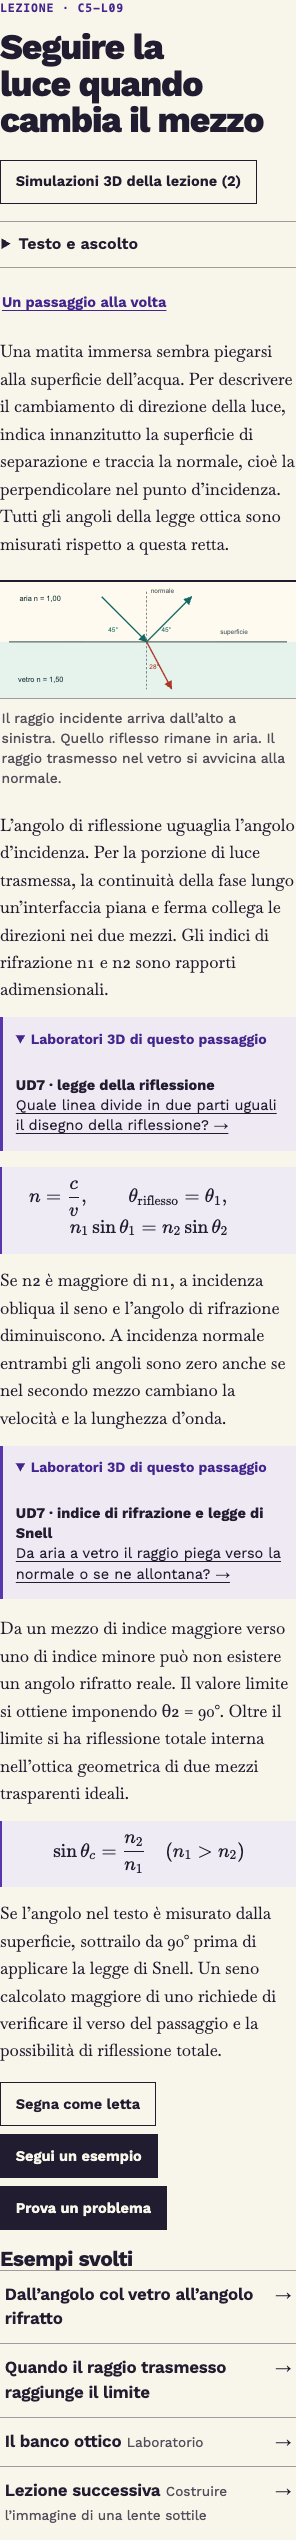 LEZIONE · C5—L09
Seguire la
luce quando
cambia il mezzo
Simulazioni 3D della lezione (2)
▶ Testo e ascolto
Un passaggio alla volta
Una matita immersa sembra piegarsi
alla superficie dell’acqua. Per descrivere
il cambiamento di direzione della luce,
indica innanzitutto la superficie di
separazione e traccia la normale, cioè la
perpendicolare nel punto d’incidenza.
Tutti gli angoli della legge ottica sono
misurati rispetto a questa retta.
normale
aria n = 1,00
45°
45°
superficie
28°
vetro n = 1,50
Il raggio incidente arriva dall’alto a
sinistra. Quello riflesso rimane in aria. Il
raggio trasmesso nel vetro si avvicina alla
normale.
L’angolo di riflessione uguaglia l’angolo
d’incidenza. Per la porzione di luce
trasmessa, la continuità della fase lungo
un’interfaccia piana e ferma collega le
direzioni nei due mezzi. Gli indici di
rifrazione n1 e n2 sono rapporti
adimensionali.
▼ Laboratori 3D di questo passaggio
UD7 · legge della riflessione
Quale linea divide in due parti uguali
il disegno della riflessione? →
n = c/v, θ_riflesso = θ₁,
n₁ sin θ₁ = n₂ sin θ₂
Se n2 è maggiore di n1, a incidenza
obliqua il seno e l’angolo di rifrazione
diminuiscono. A incidenza normale
entrambi gli angoli sono zero anche se
nel secondo mezzo cambiano la
velocità e la lunghezza d’onda.
▼ Laboratori 3D di questo passaggio
UD7 · indice di rifrazione e legge di
Snell
Da aria a vetro il raggio piega verso la
normale o se ne allontana? →
Da un mezzo di indice maggiore verso
uno di indice minore può non esistere
un angolo rifratto reale. Il valore limite
si ottiene imponendo θ2 = 90°. Oltre il
limite si ha riflessione totale interna
nell’ottica geometrica di due mezzi
trasparenti ideali.
sin θ_c = n₂/n₁ (n₁ > n₂)
Se l’angolo nel testo è misurato dalla
superficie, sottrailo da 90° prima di
applicare la legge di Snell. Un seno
calcolato maggiore di uno richiede di
verificare il verso del passaggio e la
possibilità di riflessione totale.
Segna come letta
Segui un esempio
Prova un problema
Esempi svolti
Dall’angolo col vetro all’angolo →
rifratto
Quando il raggio trasmesso →
raggiunge il limite
Il banco ottico Laboratorio →
Lezione successiva Costruire →
l’immagine di una lente sottile